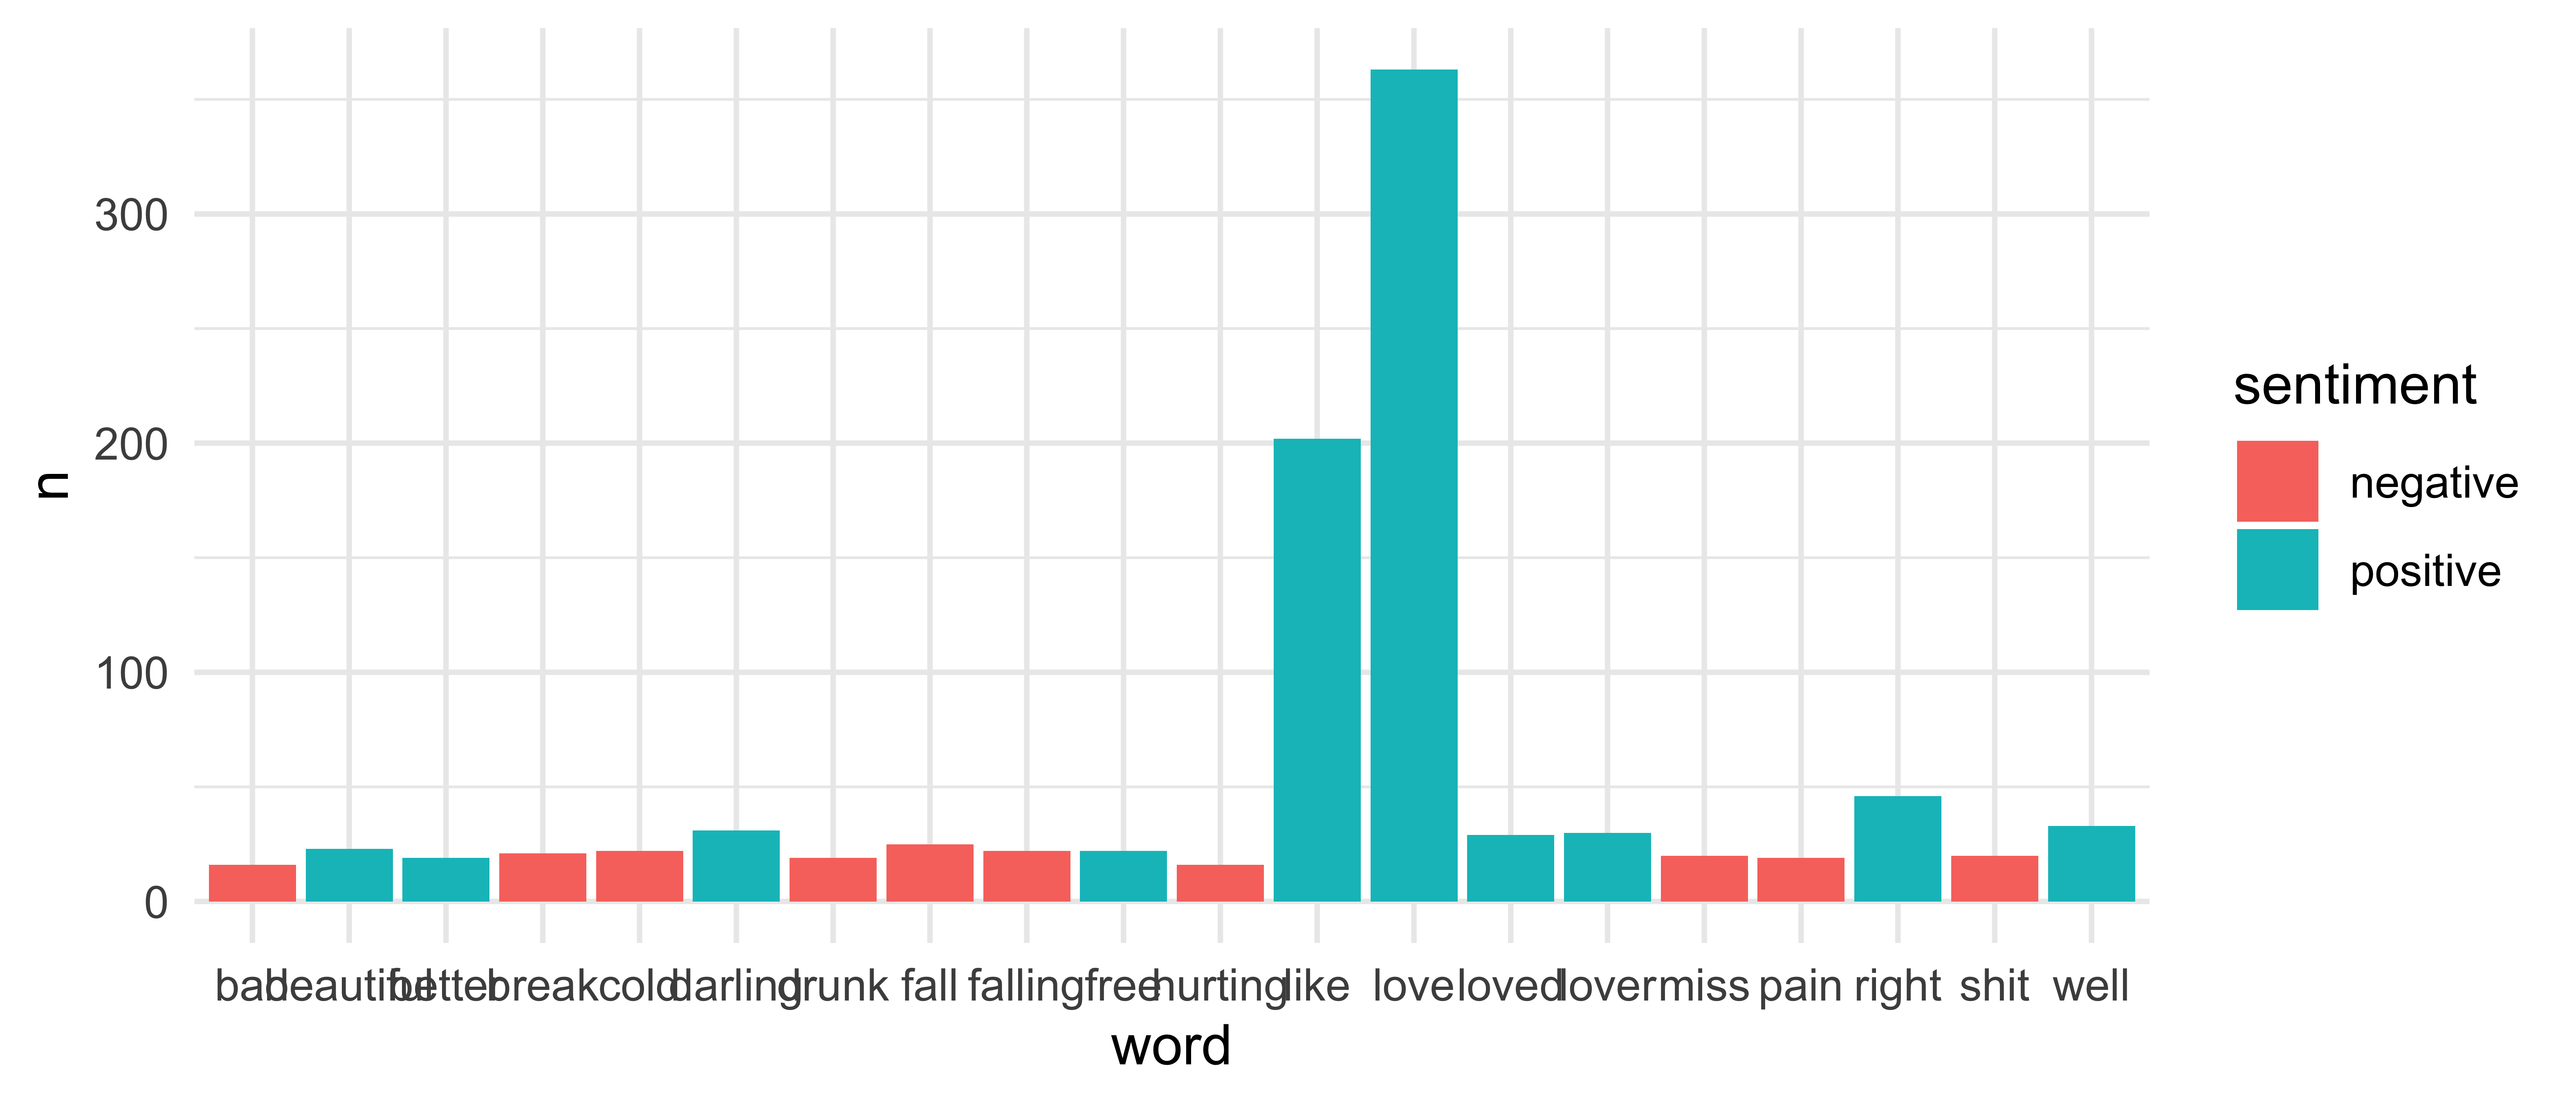 300
200
100
0
n
bad beautiful better break cold darling drunk fall falling free hurting like love loved lover miss pain right shit well
word
sentiment
negative
positive